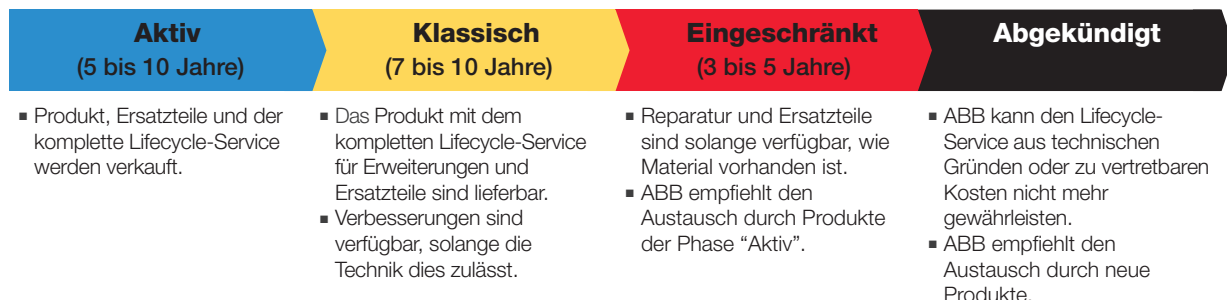 Aktiv
(5 bis 10 Jahre)
Klassisch
(7 bis 10 Jahre)
Eingeschränkt
(3 bis 5 Jahre)
Abgekündigt
▪ Produkt, Ersatzteile und der
komplette Lifecycle-Service
werden verkauft.
▪ Das Produkt mit dem
kompletten Lifecycle-Service
für Erweiterungen und
Ersatzteile sind lieferbar.
▪ Verbesserungen sind
verfügbar, solange die
Technik dies zulässt.
▪ Reparatur und Ersatzteile
sind solange verfügbar, wie
Material vorhanden ist.
▪ ABB empfiehlt den
Austausch durch Produkte
der Phase “Aktiv”.
▪ ABB kann den Lifecycle-
Service aus technischen
Gründen oder zu vertretbaren
Kosten nicht mehr
gewährleisten.
▪ ABB empfiehlt den
Austausch durch neue
Produkte.